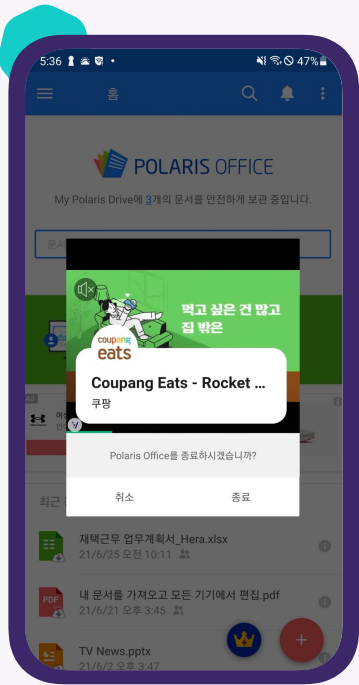 5:36
47%
홈
POLARIS OFFICE
My Polaris Drive에 3개의 문서를 안전하게 보관 중입니다.
문서
먹고 싶은 건 많고
집 밖은
coupang
eats
Coupang Eats - Rocket ...
쿠팡
Ad
Polaris Office를 종료하시겠습니까?
취소
종료
최근
재택근무 업무계획서_Hera.xlsx
21/6/25 오전 10:11
PDF
내 문서를 가져오고 모든 기기에서 편집.pdf
21/6/21 오후 3:45
TV News.pptx
21/6/2 오후 3:47